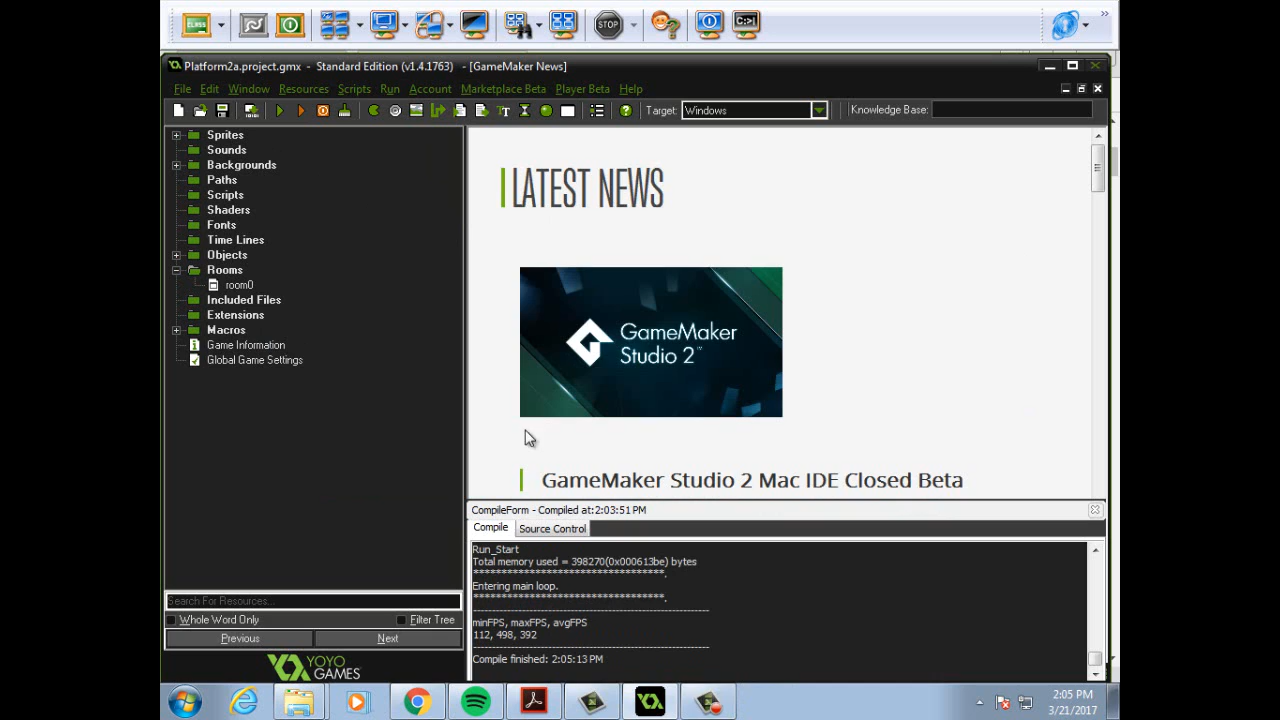 CLASS
STOP
C:>|
»
Platform2a.project.gmx - Standard Edition (v1.4.1763) - [GameMaker News]
File Edit Window Resources Scripts Run Account Marketplace Beta Player Beta Help
Target: Windows Knowledge Base:
Sprites
Sounds
Backgrounds
Paths
Scripts
Shaders
Fonts
Time Lines
Objects
Rooms
room0
Included Files
Extensions
Macros
Game Information
Global Game Settings
Search For Resources...
Whole Word Only Filter Tree
Previous Next
YOYO
GAMES™
LATEST NEWS
GameMaker
Studio 2™
GameMaker Studio 2 Mac IDE Closed Beta
CompileForm - Compiled at:2:03:51 PM
Compile Source Control
Run_Start
Total memory used = 398270(0x000613be) bytes
**********************************.
Entering main loop.
**********************************.
---------------------------------------------------------------
minFPS, maxFPS, avgFPS
112, 498, 392
---------------------------------------------------------------
Compile finished: 2:05:13 PM
2:05 PM
3/21/2017